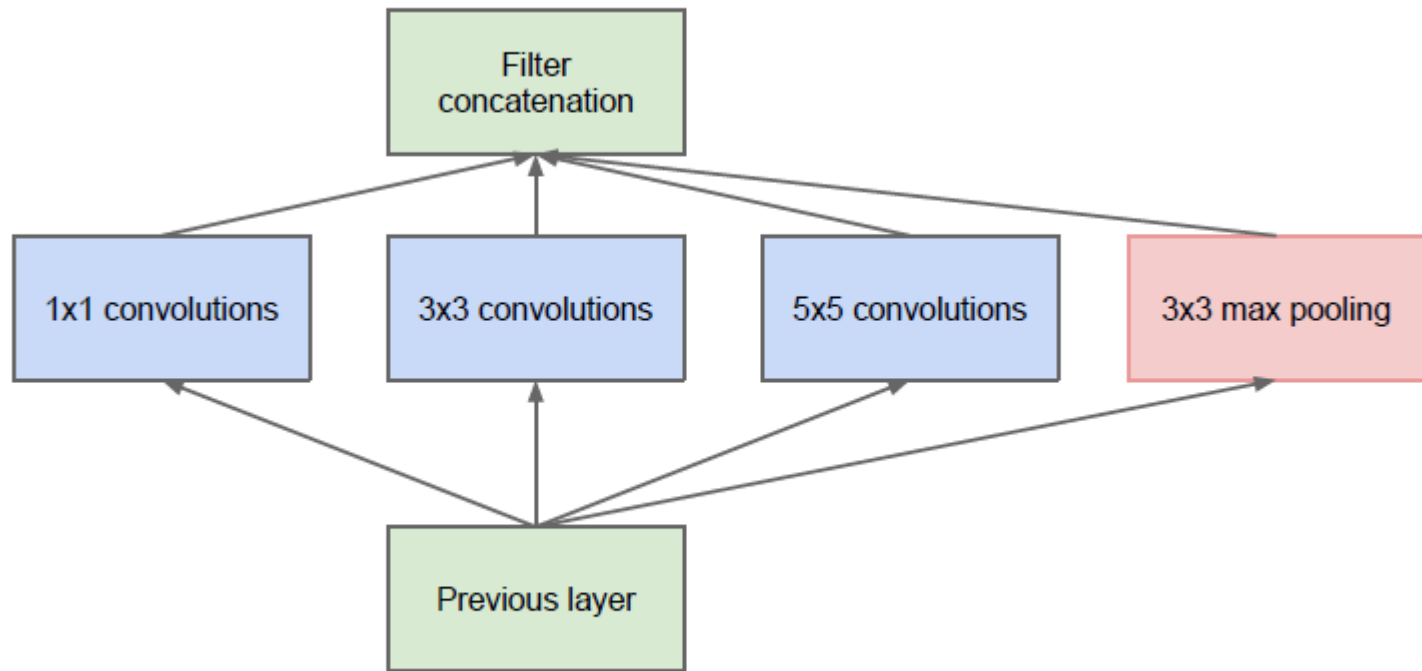 Filter
concatenation
1x1 convolutions
3x3 convolutions
5x5 convolutions
3x3 max pooling
Previous layer